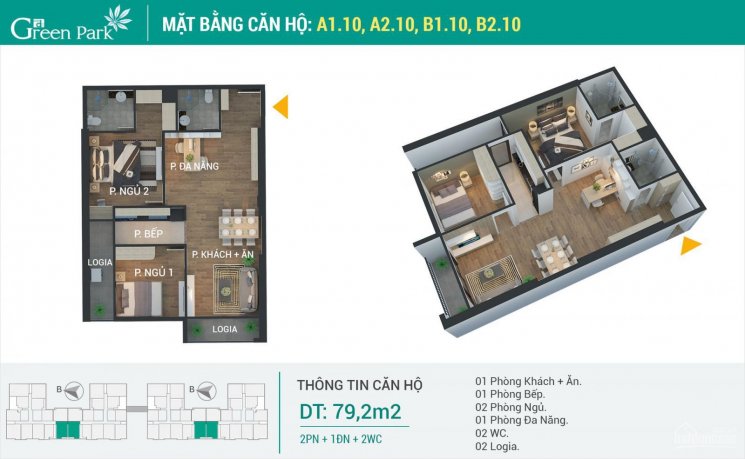 Green Park
MẶT BẰNG CĂN HỘ: A1.10, A2.10, B1.10, B2.10
P. ĐA NĂNG
P. NGỦ 2
P. BẾP
P. KHÁCH + ĂN
LOGIA
P. NGỦ 1
LOGIA
B
B
THÔNG TIN CĂN HỘ
DT: 79,2m2
2PN + 1ĐN + 2WC
01 Phòng Khách + Ăn.
01 Phòng Bếp.
02 Phòng Ngủ.
01 Phòng Đa Năng.
02 WC.
02 Logia.